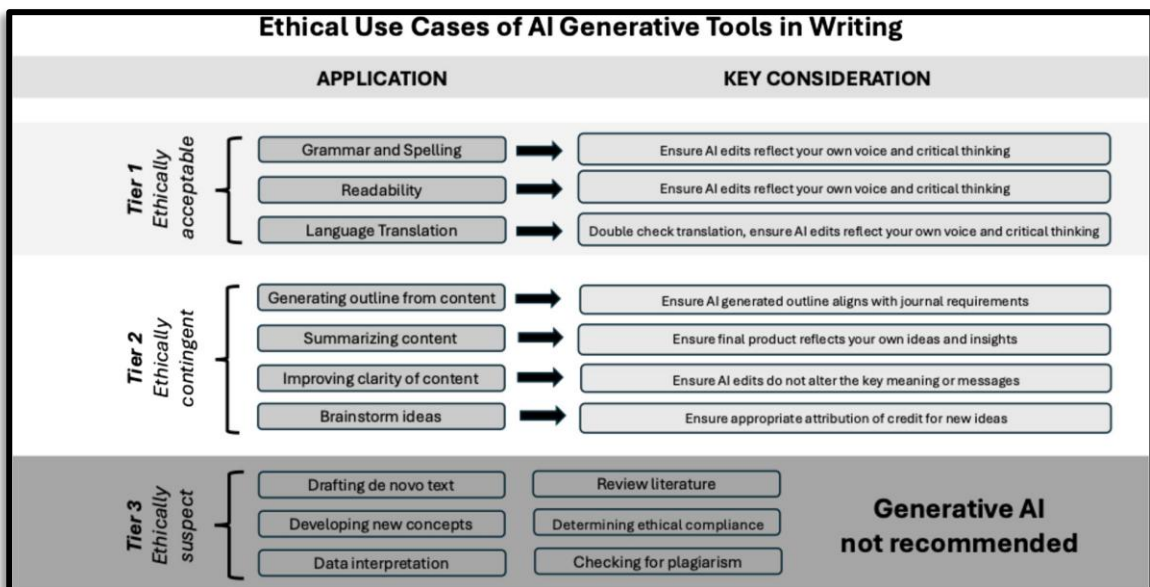 Ethical Use Cases of AI Generative Tools in Writing
APPLICATION KEY CONSIDERATION
Tier 1
Ethically
acceptable
Grammar and Spelling Ensure AI edits reflect your own voice and critical thinking
Readability Ensure AI edits reflect your own voice and critical thinking
Language Translation Double check translation, ensure AI edits reflect your own voice and critical thinking
Tier 2
Ethically
contingent
Generating outline from content Ensure AI generated outline aligns with journal requirements
Summarizing content Ensure final product reflects your own ideas and insights
Improving clarity of content Ensure AI edits do not alter the key meaning or messages
Brainstorm ideas Ensure appropriate attribution of credit for new ideas
Tier 3
Ethically
suspect
Drafting de novo text Review literature
Developing new concepts Determining ethical compliance
Data interpretation Checking for plagiarism
Generative AI
not recommended